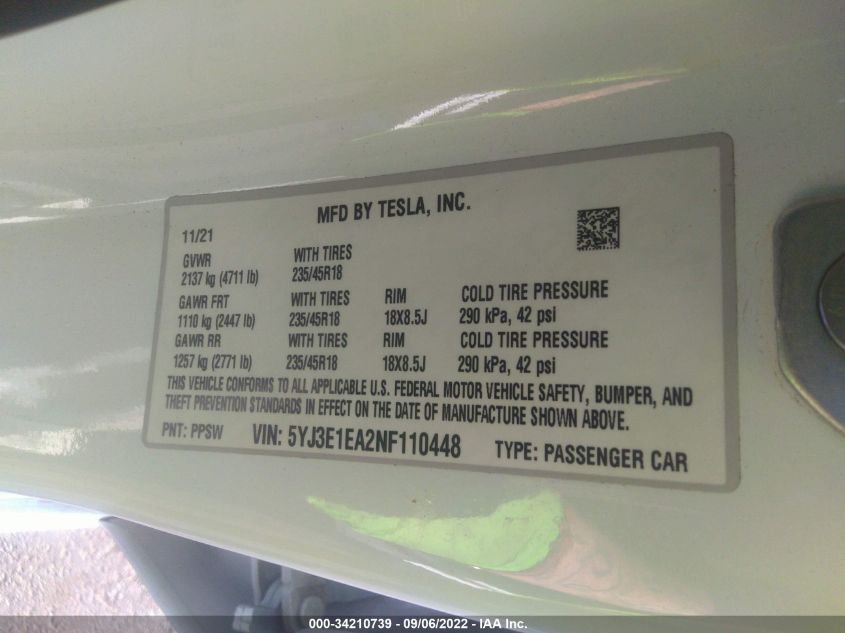 MFD BY TESLA, INC.
11/21
GVWR WITH TIRES
2137 kg (4711 lb) 235/45R18
GAWR FRT WITH TIRES RIM COLD TIRE PRESSURE
1110 kg (2447 lb) 235/45R18 18X8.5J 290 kPa, 42 psi
GAWR RR WITH TIRES RIM COLD TIRE PRESSURE
1257 kg (2771 lb) 235/45R18 18X8.5J 290 kPa, 42 psi
THIS VEHICLE CONFORMS TO ALL APPLICABLE U.S. FEDERAL MOTOR VEHICLE SAFETY, BUMPER, AND
THEFT PREVENTION STANDARDS IN EFFECT ON THE DATE OF MANUFACTURE SHOWN ABOVE.
PNT: PPSW VIN: 5YJ3E1EA2NF110448 TYPE: PASSENGER CAR
000-34210739 - 09/06/2022 - IAA Inc.